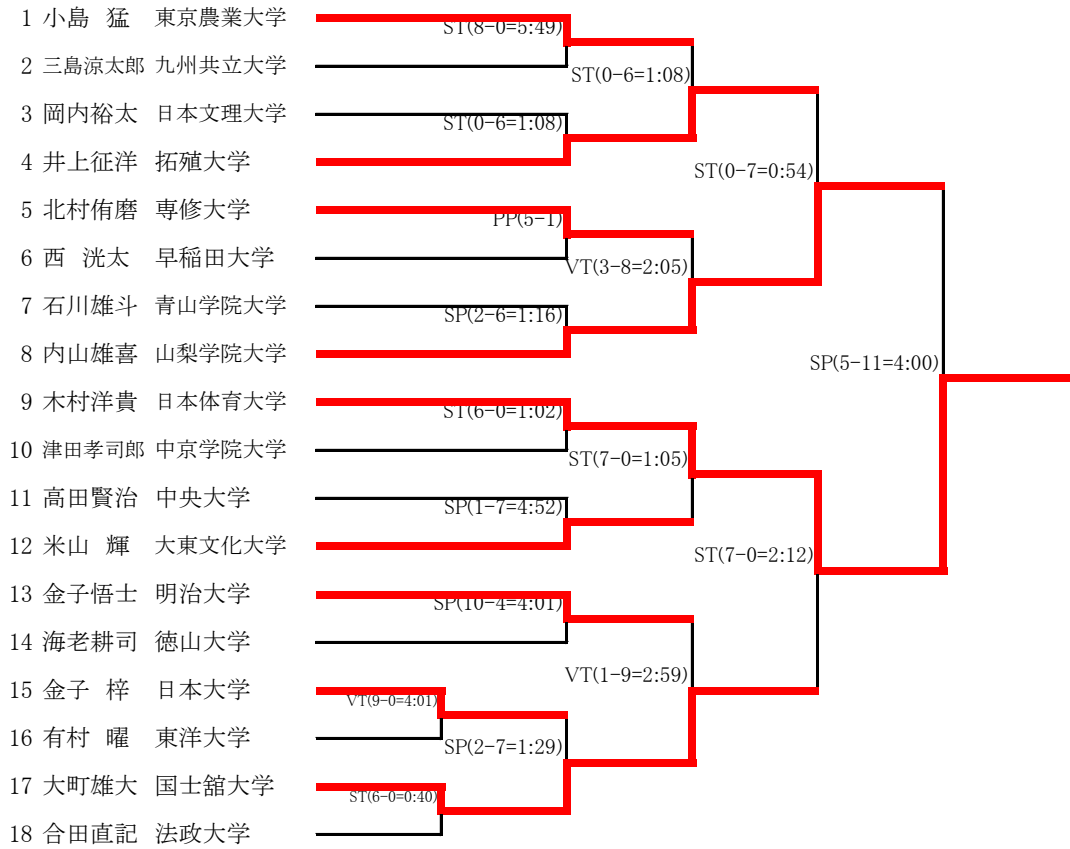 1 小島 猛 東京農業大学
ST(8-0=5:49)
2 三島涼太郎 九州共立大学
ST(0-6=1:08)
3 岡内裕太 日本文理大学
ST(0-6=1:08)
4 井上征洋 拓殖大学
ST(0-7=0:54)
5 北村侑磨 専修大学
PP(5-1)
6 西 洸太 早稲田大学
VT(3-8=2:05)
7 石川雄斗 青山学院大学
SP(2-6=1:16)
8 内山雄喜 山梨学院大学
SP(5-11=4:00)
9 木村洋貴 日本体育大学
ST(6-0=1:02)
10 津田孝司郎 中京学院大学
ST(7-0=1:05)
11 高田賢治 中央大学
SP(1-7=4:52)
12 米山 輝 大東文化大学
ST(7-0=2:12)
13 金子悟士 明治大学
SP(10-4=4:01)
14 海老耕司 徳山大学
VT(1-9=2:59)
15 金子 梓 日本大学
VT(9-0=4:01)
16 有村 曜 東洋大学
SP(2-7=1:29)
17 大町雄大 国士舘大学
ST(6-0=0:40)
18 合田直記 法政大学